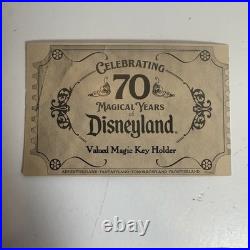 CELEBRATING
70
MAGICAL YEARS
of
Disneyland
Valued Magic Key Holder
ADVENTURELAND · FANTASYLAND · TOMORROWLAND · FRONTIERLAND